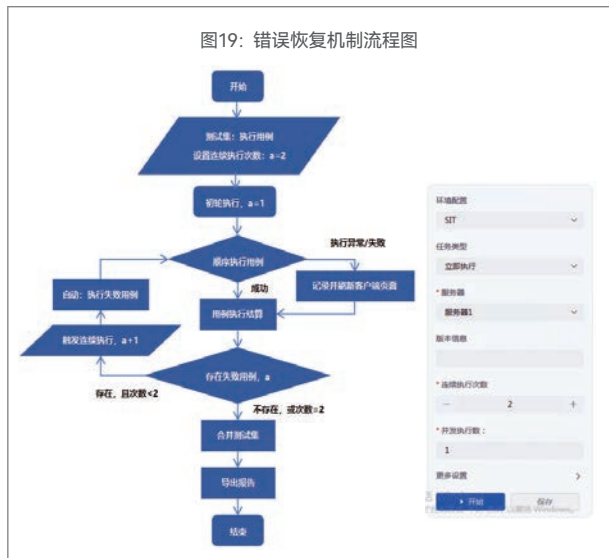 图19：错误恢复机制流程图
开始
测试集：执行用例
设置连续执行次数：a=2
初轮执行，a=1
顺序执行用例
执行异常/失败
记录并刷新客户端页面
成功
用例执行结算
自动：执行失败用例
触发连续执行，a+1
存在失败用例，a
存在，且次数<2
不存在，或次数=2
合并测试集
导出报告
结束
环境配置
SIT
任务类型
立即执行
* 服务器
服务器1
版本信息
* 连续执行次数
− 2 +
* 并发执行数：
1
更多设置
开始
保存
Windows。